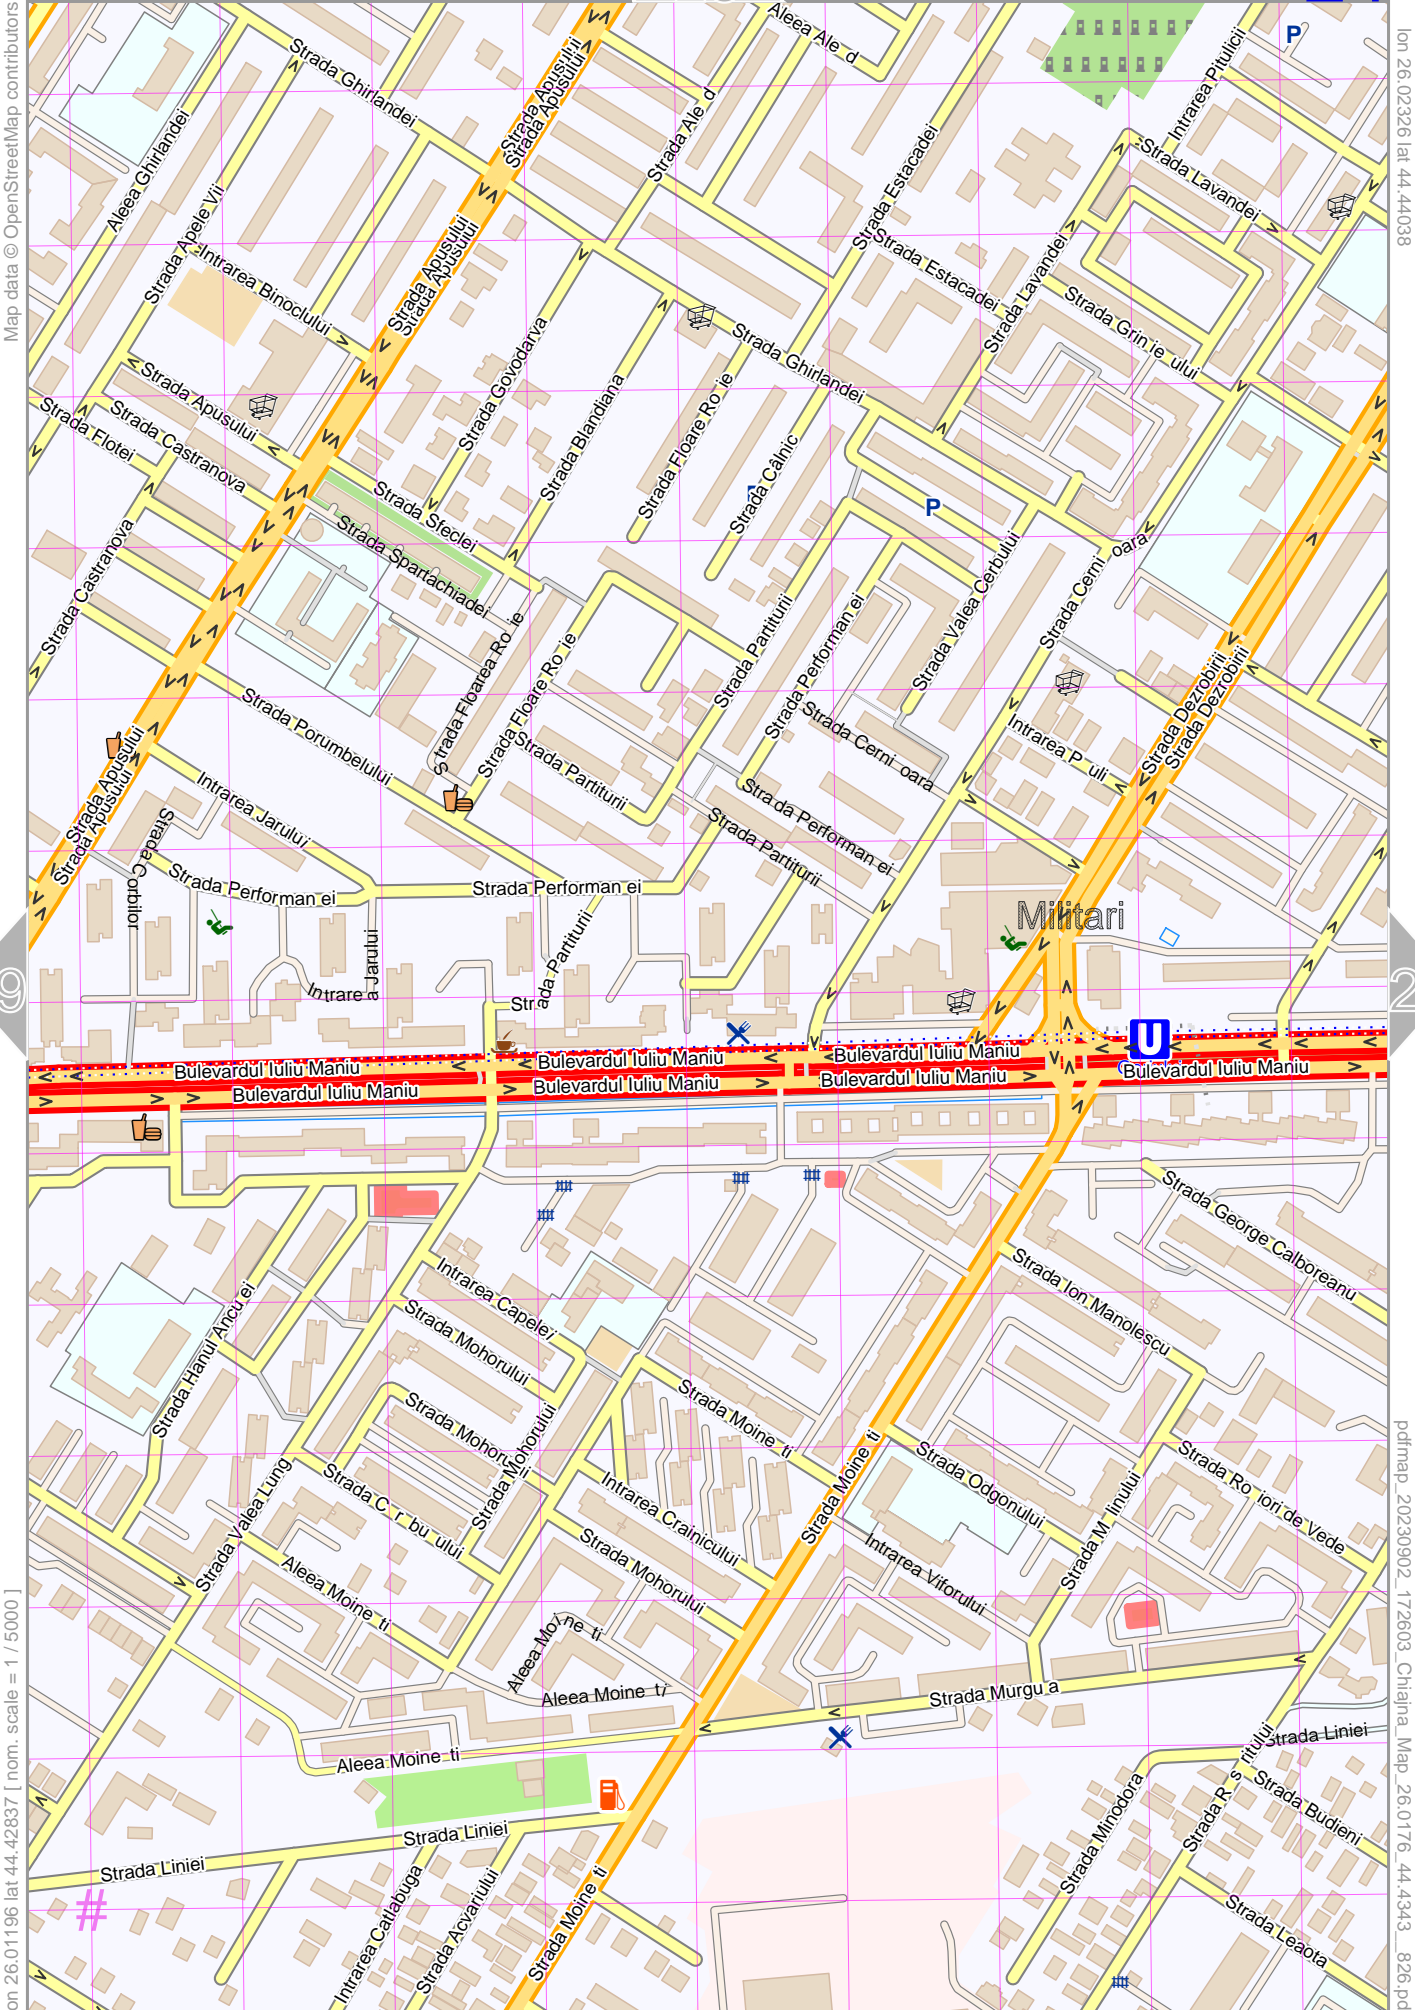 Map data © OpenStreetMap contributors
lon 26.02326 lat 44.44038
Strada Ghirlandei
Strada Apusului
Aleea Ghirlandei
Strada Apele Vii
Intrarea Binoclului
Strada Apusului
Strada Apusului
Strada Apusului
Strada Ale d
Aleea Ale d
P
Intrarea Pitulicii
Strada Lavandei
Strada Estacadei
Strada Estacadei
Strada Lavandei
Strada Grin ie ului
Strada Apusului
Strada Flotei
Strada Castranova
Strada Castranova
Strada Govodarva
Strada Blandiana
Strada Ghirlandei
Strada Floare Ro ie
Strada Câlnic
P
Strada Sfeclei
Strada Spartachiadei
Strada Floarea Ro ie
S
Strada Floare Ro ie
Strada Partiturii
Strada Performan ei
Strada Valea Cerbului
Strada Cerni oara
Strada Dezrobirii
Strada Dezrobirii
Intrarea P uli
Strada Cerni oara
Strada Porumbelului
Strada Partiturii
Strada Performan ei
Strada Partiturii
Strada Apusului
Strada Apusului
Intrarea Jarului
Strada Corbilor
Strada Performan ei
Strada Performan ei
Intrare a Jarului
Strada Partiturii
Militari
9
2
U
Bulevardul Iuliu Maniu
Bulevardul Iuliu Maniu
Bulevardul Iuliu Maniu
Bulevardul Iuliu Maniu
Bulevardul Iuliu Maniu
Bulevardul Iuliu Maniu
Bulevardul Iuliu Maniu
Strada George Calboreanu
Strada Ion Manolescu
Intrarea Capelei
Strada Mohorului
Strada Hanul Ancu ei
Strada Mohorului
Strada Mohorului
Strada Moine ti
Strada Moine ti
Strada Odgonului
Strada Ro iori de Vede
Strada M linului
Strada C r bu ului
Strada Valea Lung
Intrarea Crainicului
Strada Mohorului
Intrarea Viforului
Aleea Moine ti
Aleea Moi ne ti
Aleea Moine ti
Aleea Moine ti
Strada Murgu a
Strada Liniei
Strada R s ritului
Strada Minodora
Strada Budieni
Strada Liniei
Strada Liniei
Intrarea Catlabuga
Strada Acvariului
Strada Moine ti
Strada Leaota
#
on 26.01196 lat 44.42837 [ nom. scale = 1 / 5000 ]
pdfmap_20230902_172603_Chiajna_Map_26.0176_44.4343__826.pd